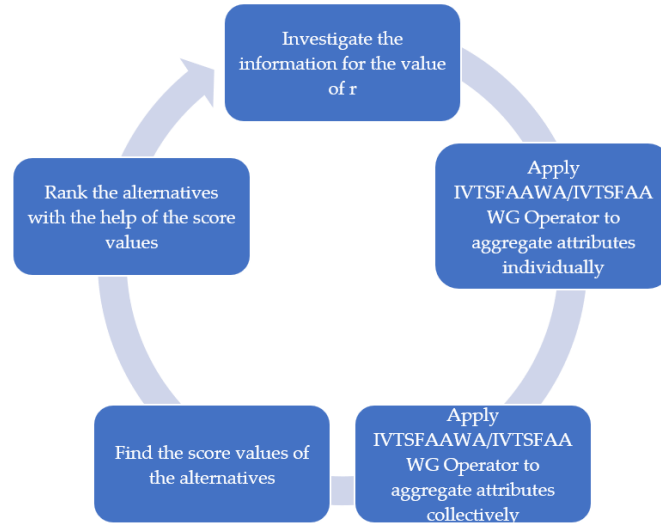 Investigate the
information for the value
of r
Apply
IVTSFAAWA/IVTSFAA
WG Operator to
aggregate attributes
individually
Apply
IVTSFAAWA/IVTSFAA
WG Operator to
aggregate attributes
collectively
Find the score values of
the alternatives
Rank the alternatives
with the help of the score
values